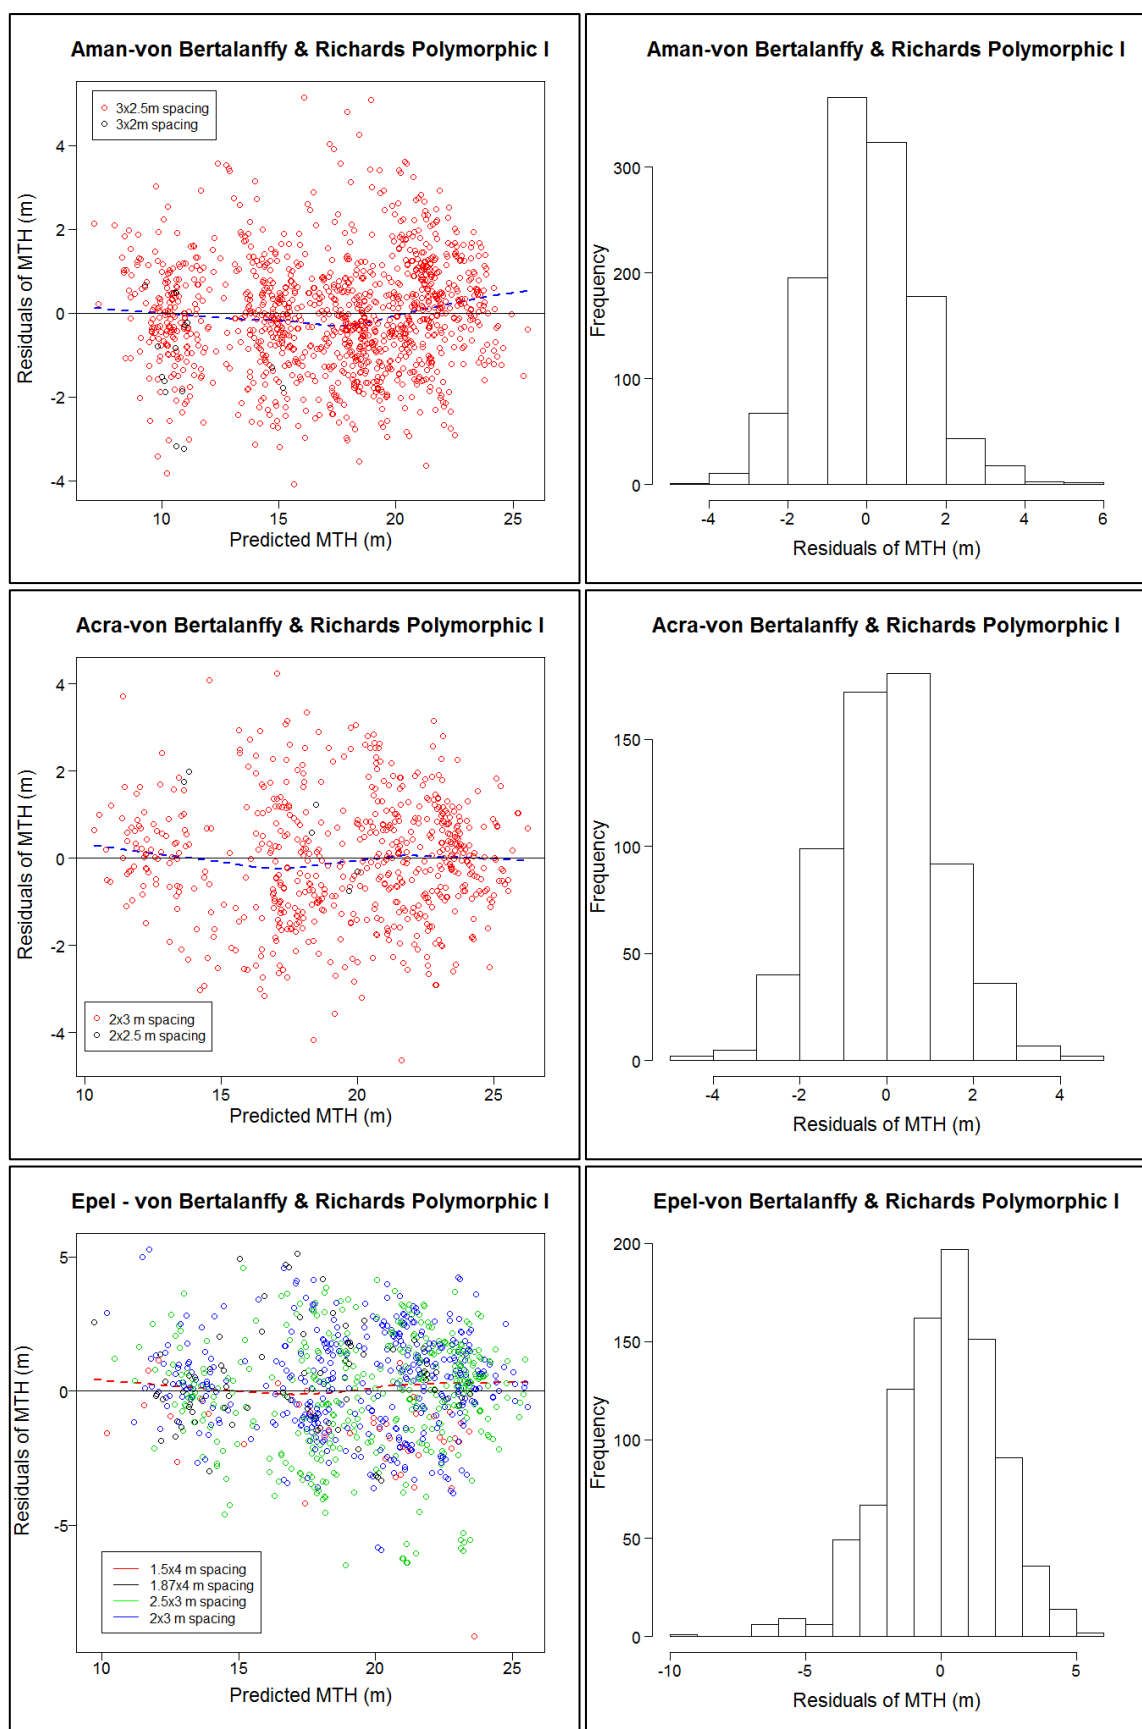 Aman-von Bertalanffy & Richards Polymorphic I
3x2.5m spacing
3x2m spacing
4
2
0
-2
-4
Residuals of MTH (m)
10 15 20 25
Predicted MTH (m)
Aman-von Bertalanffy & Richards Polymorphic I
300
200
100
0
Frequency
-4 -2 0 2 4 6
Residuals of MTH (m)
Acra-von Bertalanffy & Richards Polymorphic I
4
2
0
-2
-4
Residuals of MTH (m)
2x3 m spacing
2x2.5 m spacing
10 15 20 25
Predicted MTH (m)
Acra-von Bertalanffy & Richards Polymorphic I
150
100
50
0
Frequency
-4 -2 0 2 4
Residuals of MTH (m)
Epel - von Bertalanffy & Richards Polymorphic I
5
0
-5
Residuals of MTH (m)
1.5x4 m spacing
1.87x4 m spacing
2.5x3 m spacing
2x3 m spacing
10 15 20 25
Predicted MTH (m)
Epel-von Bertalanffy & Richards Polymorphic I
200
150
100
50
0
Frequency
-10 -5 0 5
Residuals of MTH (m)